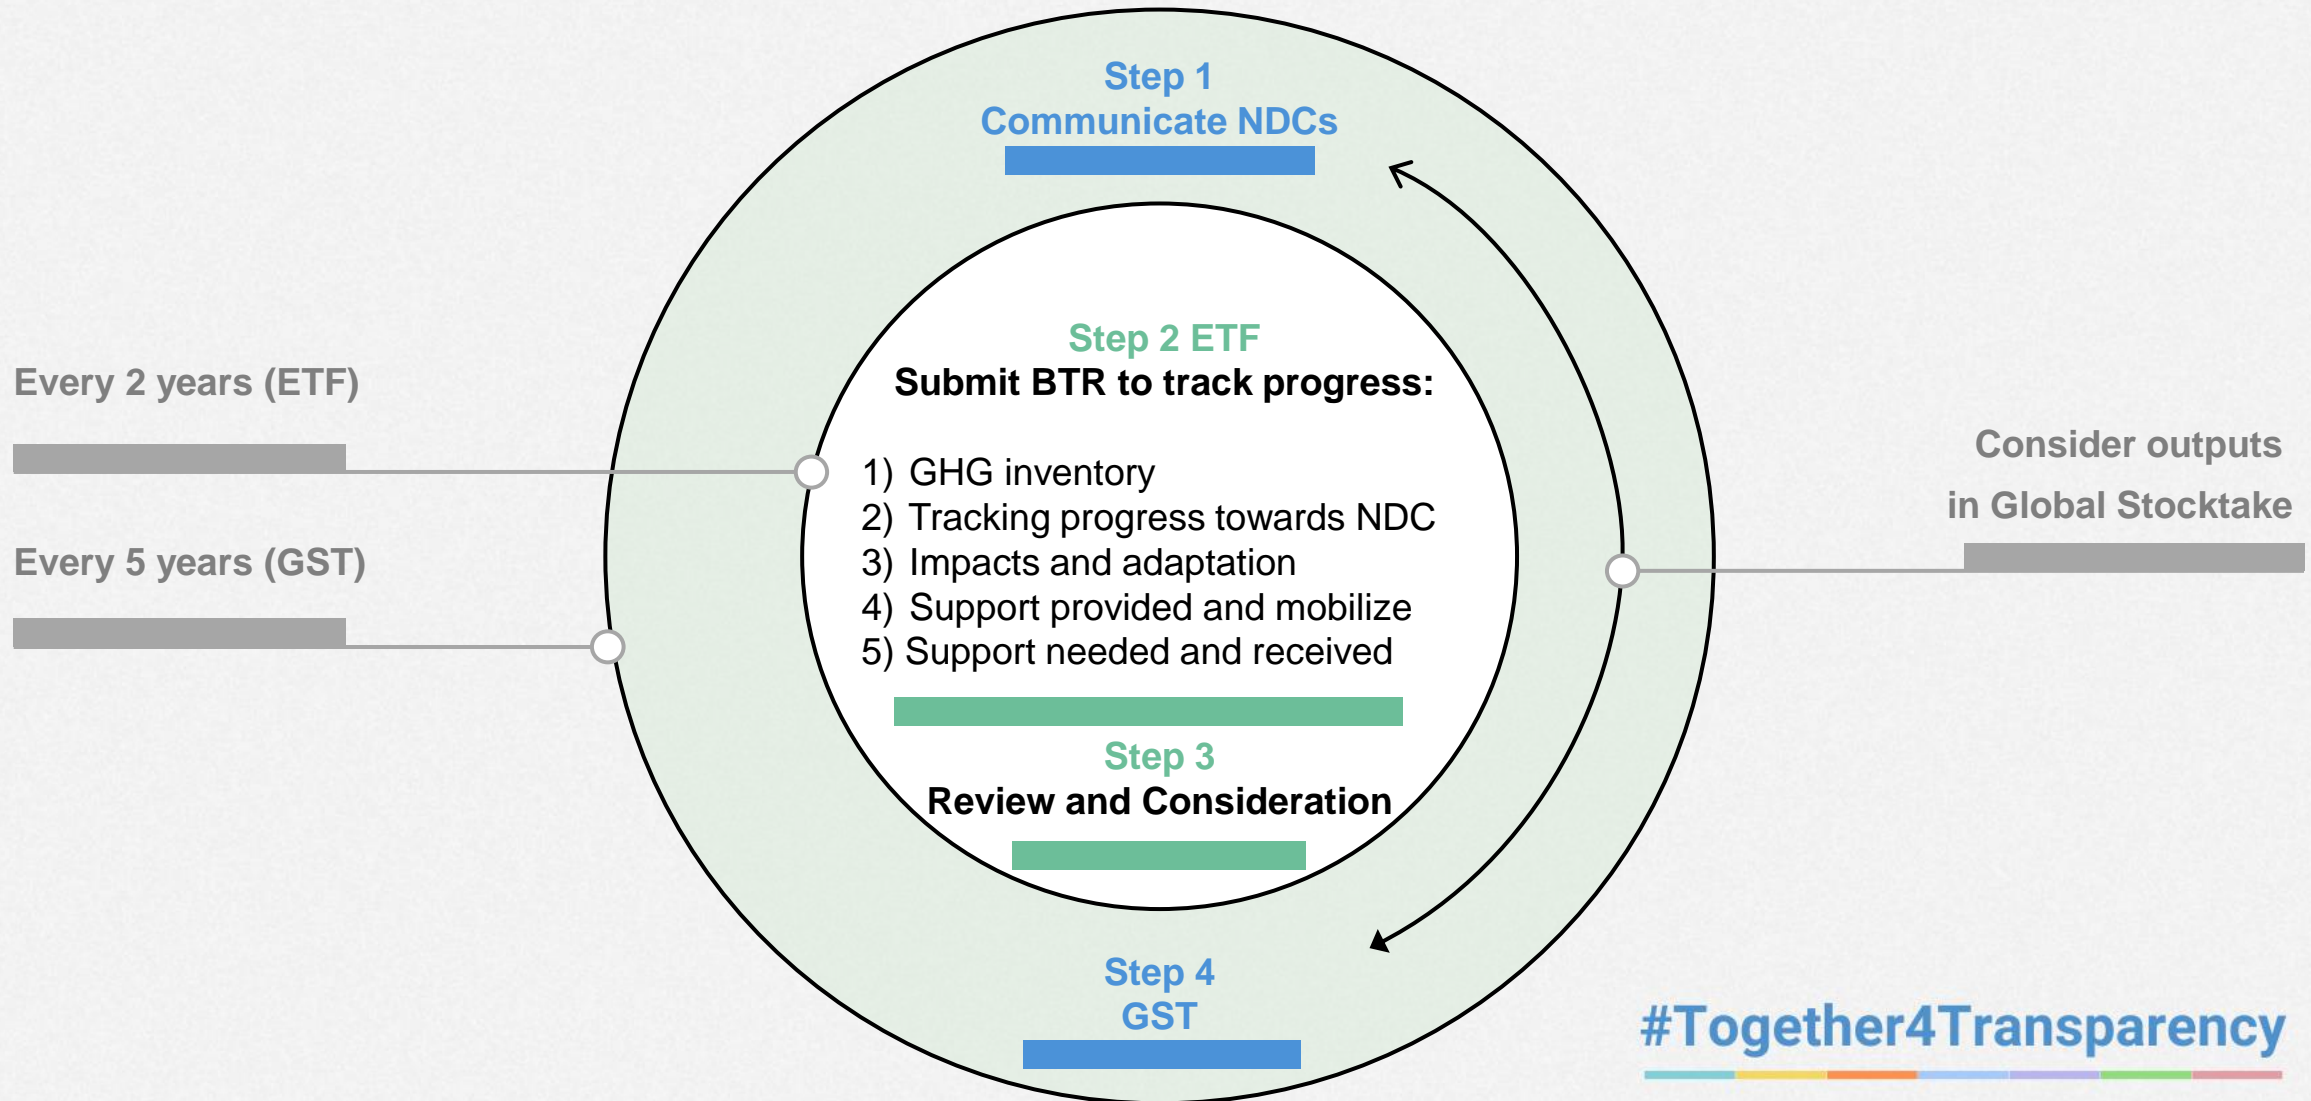 Step 1
Communicate NDCs
Step 2 ETF
Submit BTR to track progress:
1) GHG inventory
2) Tracking progress towards NDC
3) Impacts and adaptation
4) Support provided and mobilize
5) Support needed and received
Step 3
Review and Consideration
Step 4
GST
Every 2 years (ETF)
Every 5 years (GST)
Consider outputs
in Global Stocktake
#Together4Transparency